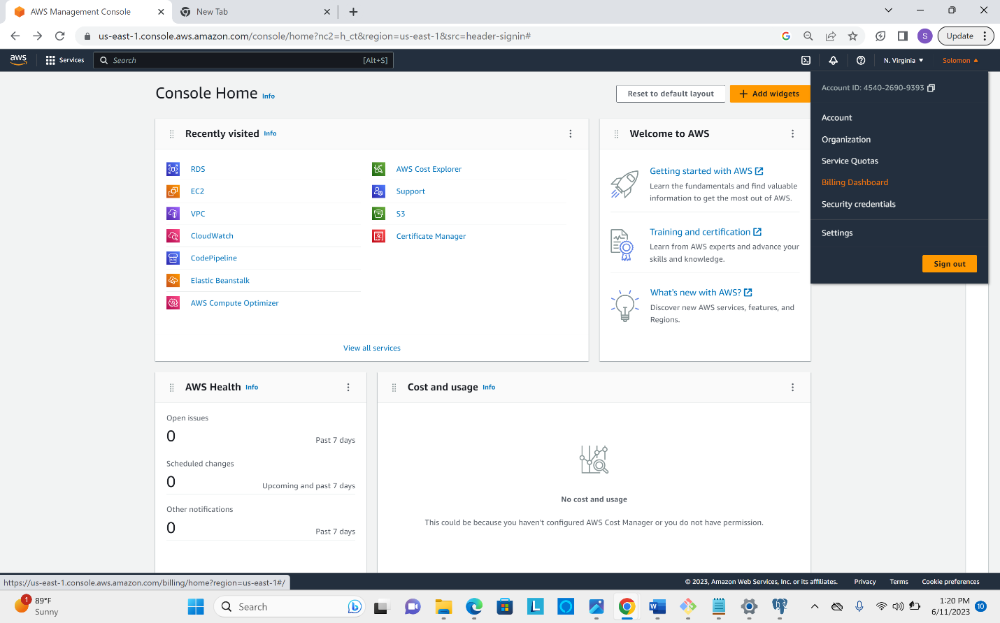 AWS Management Console
New Tab
us-east-1.console.aws.amazon.com/console/home?nc2=h_ct&region=us-east-1&src=header-signin#
S
Update
aws
Services
Search
[Alt+S]
N. Virginia
Solomon
Account ID: 4540-2690-9393
Account
Organization
Service Quotas
Billing Dashboard
Security credentials
Settings
Sign out
Console Home Info
Reset to default layout
Add widgets
Recently visited Info
RDS
EC2
VPC
CloudWatch
CodePipeline
Elastic Beanstalk
AWS Compute Optimizer
AWS Cost Explorer
Support
S3
Certificate Manager
View all services
Welcome to AWS
Getting started with AWS
Learn the fundamentals and find valuable
information to get the most out of AWS.
Training and certification
Learn from AWS experts and advance your
skills and knowledge.
What's new with AWS?
Discover new AWS services, features, and
Regions.
AWS Health Info
Open issues
0
Past 7 days
Scheduled changes
0
Upcoming and past 7 days
Other notifications
0
Past 7 days
Cost and usage Info
No cost and usage
This could be because you haven't configured AWS Cost Manager or you do not have permission.
https://us-east-1.console.aws.amazon.com/billing/home?region=us-east-1#/
© 2023, Amazon Web Services, Inc. or its affiliates.
Privacy
Terms
Cookie preferences
1
89°F
Sunny
Search
L
W
1:20 PM
6/11/2023
10